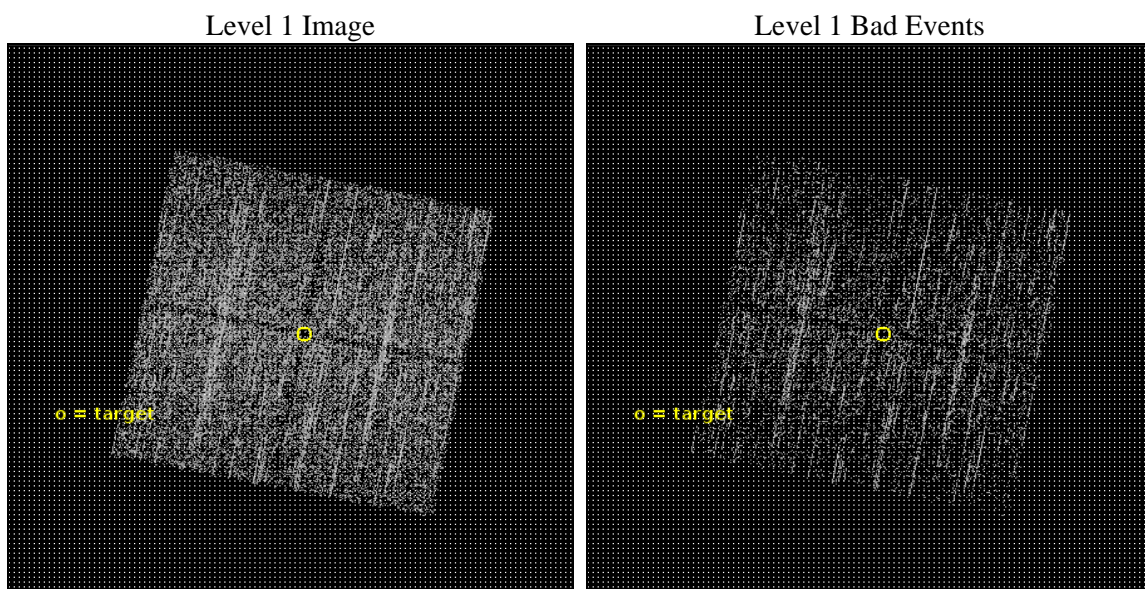 Level 1 Image
Level 1 Bad Events
o = target
o = target